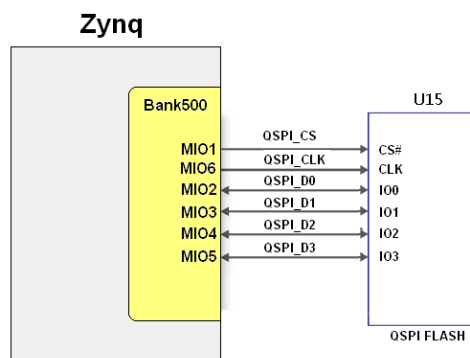 Zynq
Bank500
U15
MIO1 QSPI_CS CS#
MIO6 QSPI_CLK CLK
MIO2 QSPI_D0 IO0
MIO3 QSPI_D1 IO1
MIO4 QSPI_D2 IO2
MIO5 QSPI_D3 IO3
QSPI FLASH